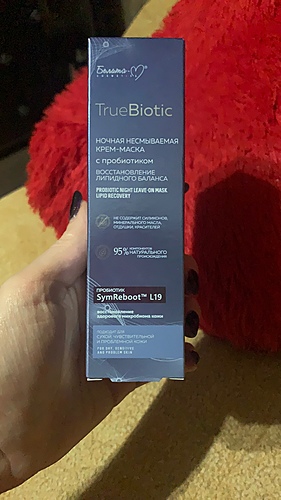 Белита-М®
COSMETIC
TrueBiotic
НОЧНАЯ НЕСМЫВАЕМАЯ
КРЕМ-МАСКА
с пробиотиком
ВОССТАНОВЛЕНИЕ
ЛИПИДНОГО БАЛАНСА
PROBIOTIC NIGHT LEAVE-ON MASK
LIPID RECOVERY
НЕ СОДЕРЖИТ СИЛИКОНОВ,
МИНЕРАЛЬНОГО МАСЛА,
ОТДУШКИ, КРАСИТЕЛЕЙ
95% КОМПОНЕНТОВ
НАТУРАЛЬНОГО
ПРОИСХОЖДЕНИЯ
ПРОБИОТИК
SymReboot™ L19
восстановление
здорового микробиома кожи
ПОДХОДИТ ДЛЯ
СУХОЙ, ЧУВСТВИТЕЛЬНОЙ
И ПРОБЛЕМНОЙ КОЖИ
FOR DRY, SENSITIVE
AND PROBLEM SKIN